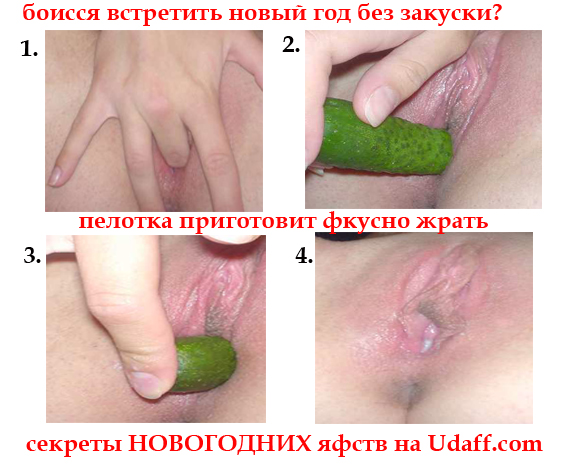 боисся встретить новый год без закуски?
1.
2.
пелотка приготовит фкусно жрать
3.
4.
секреты НОВОГОДНИХ яфств на Udaff.com